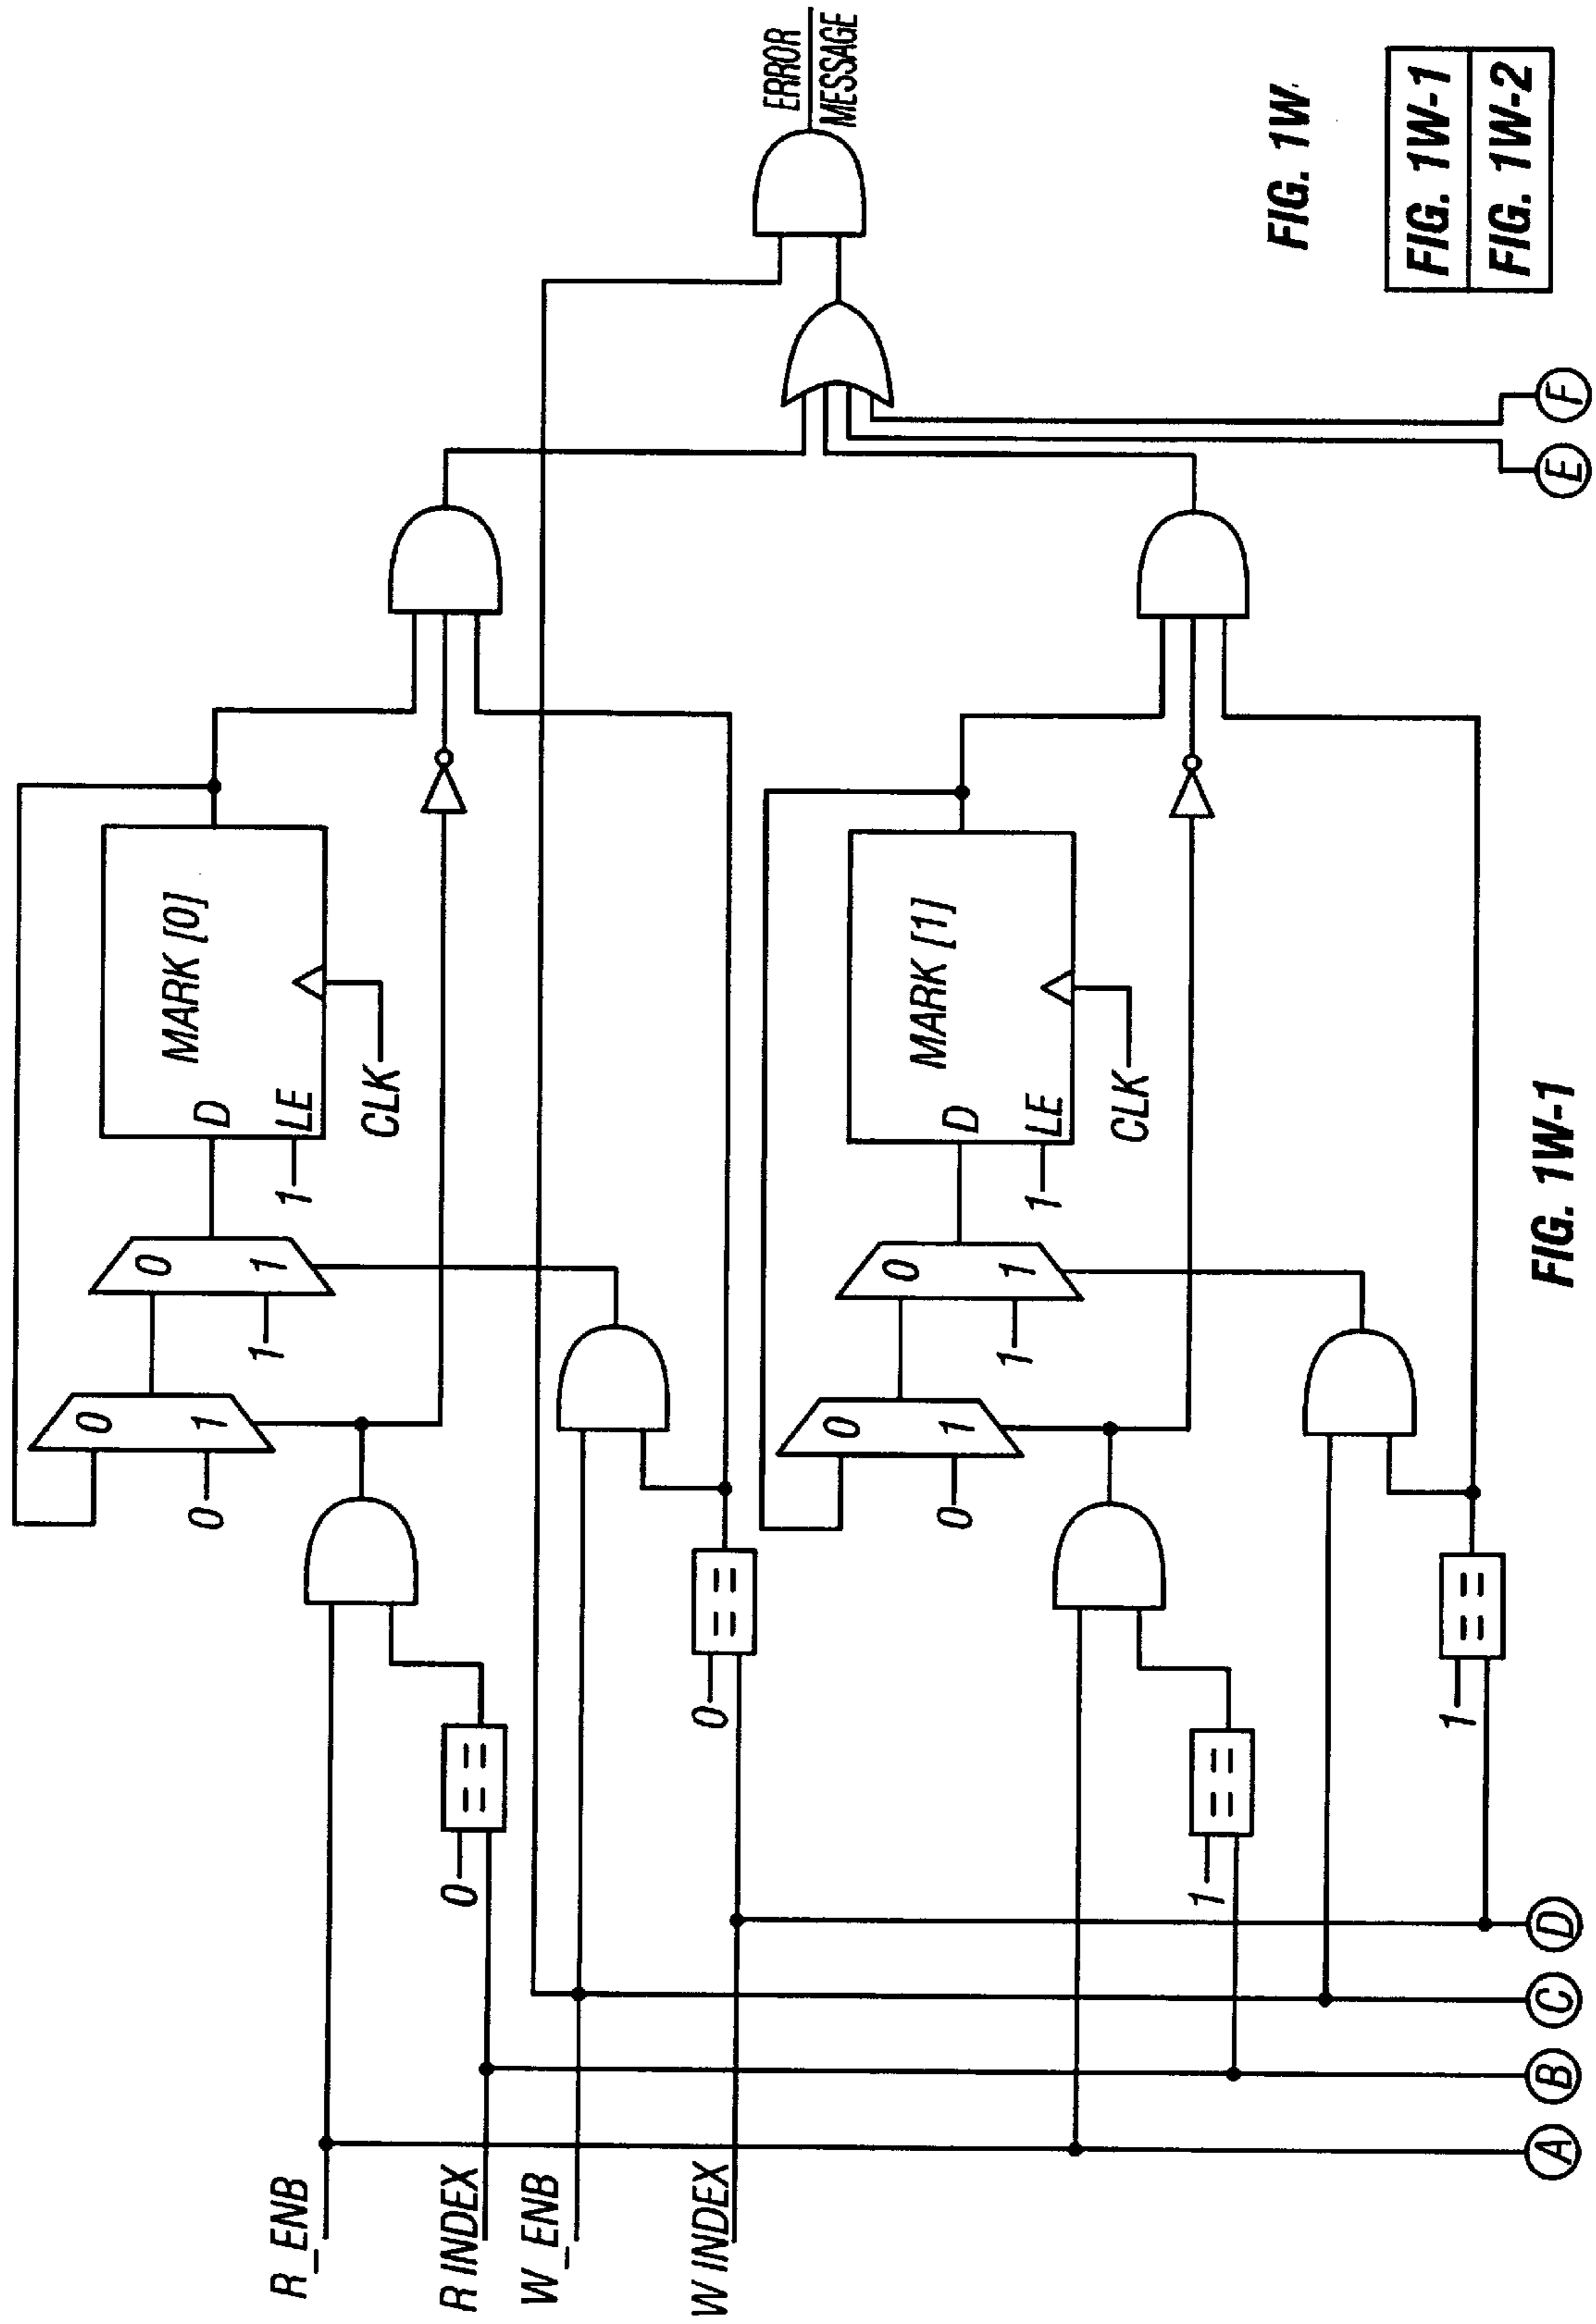 R_ENB
R INDEX
W_ENB
W INDEX
0
==
0
==
0
0
1
1
0
1
D
LE
MARK [0]
CLK
1
==
1
==
0
0
1
1
0
1
1
D
LE
MARK [1]
CLK
1
ERROR
MESSAGE
A
B
C
D
E
F
FIG. 1W-1
FIG. 1W
FIG. 1W-1
FIG. 1W-2